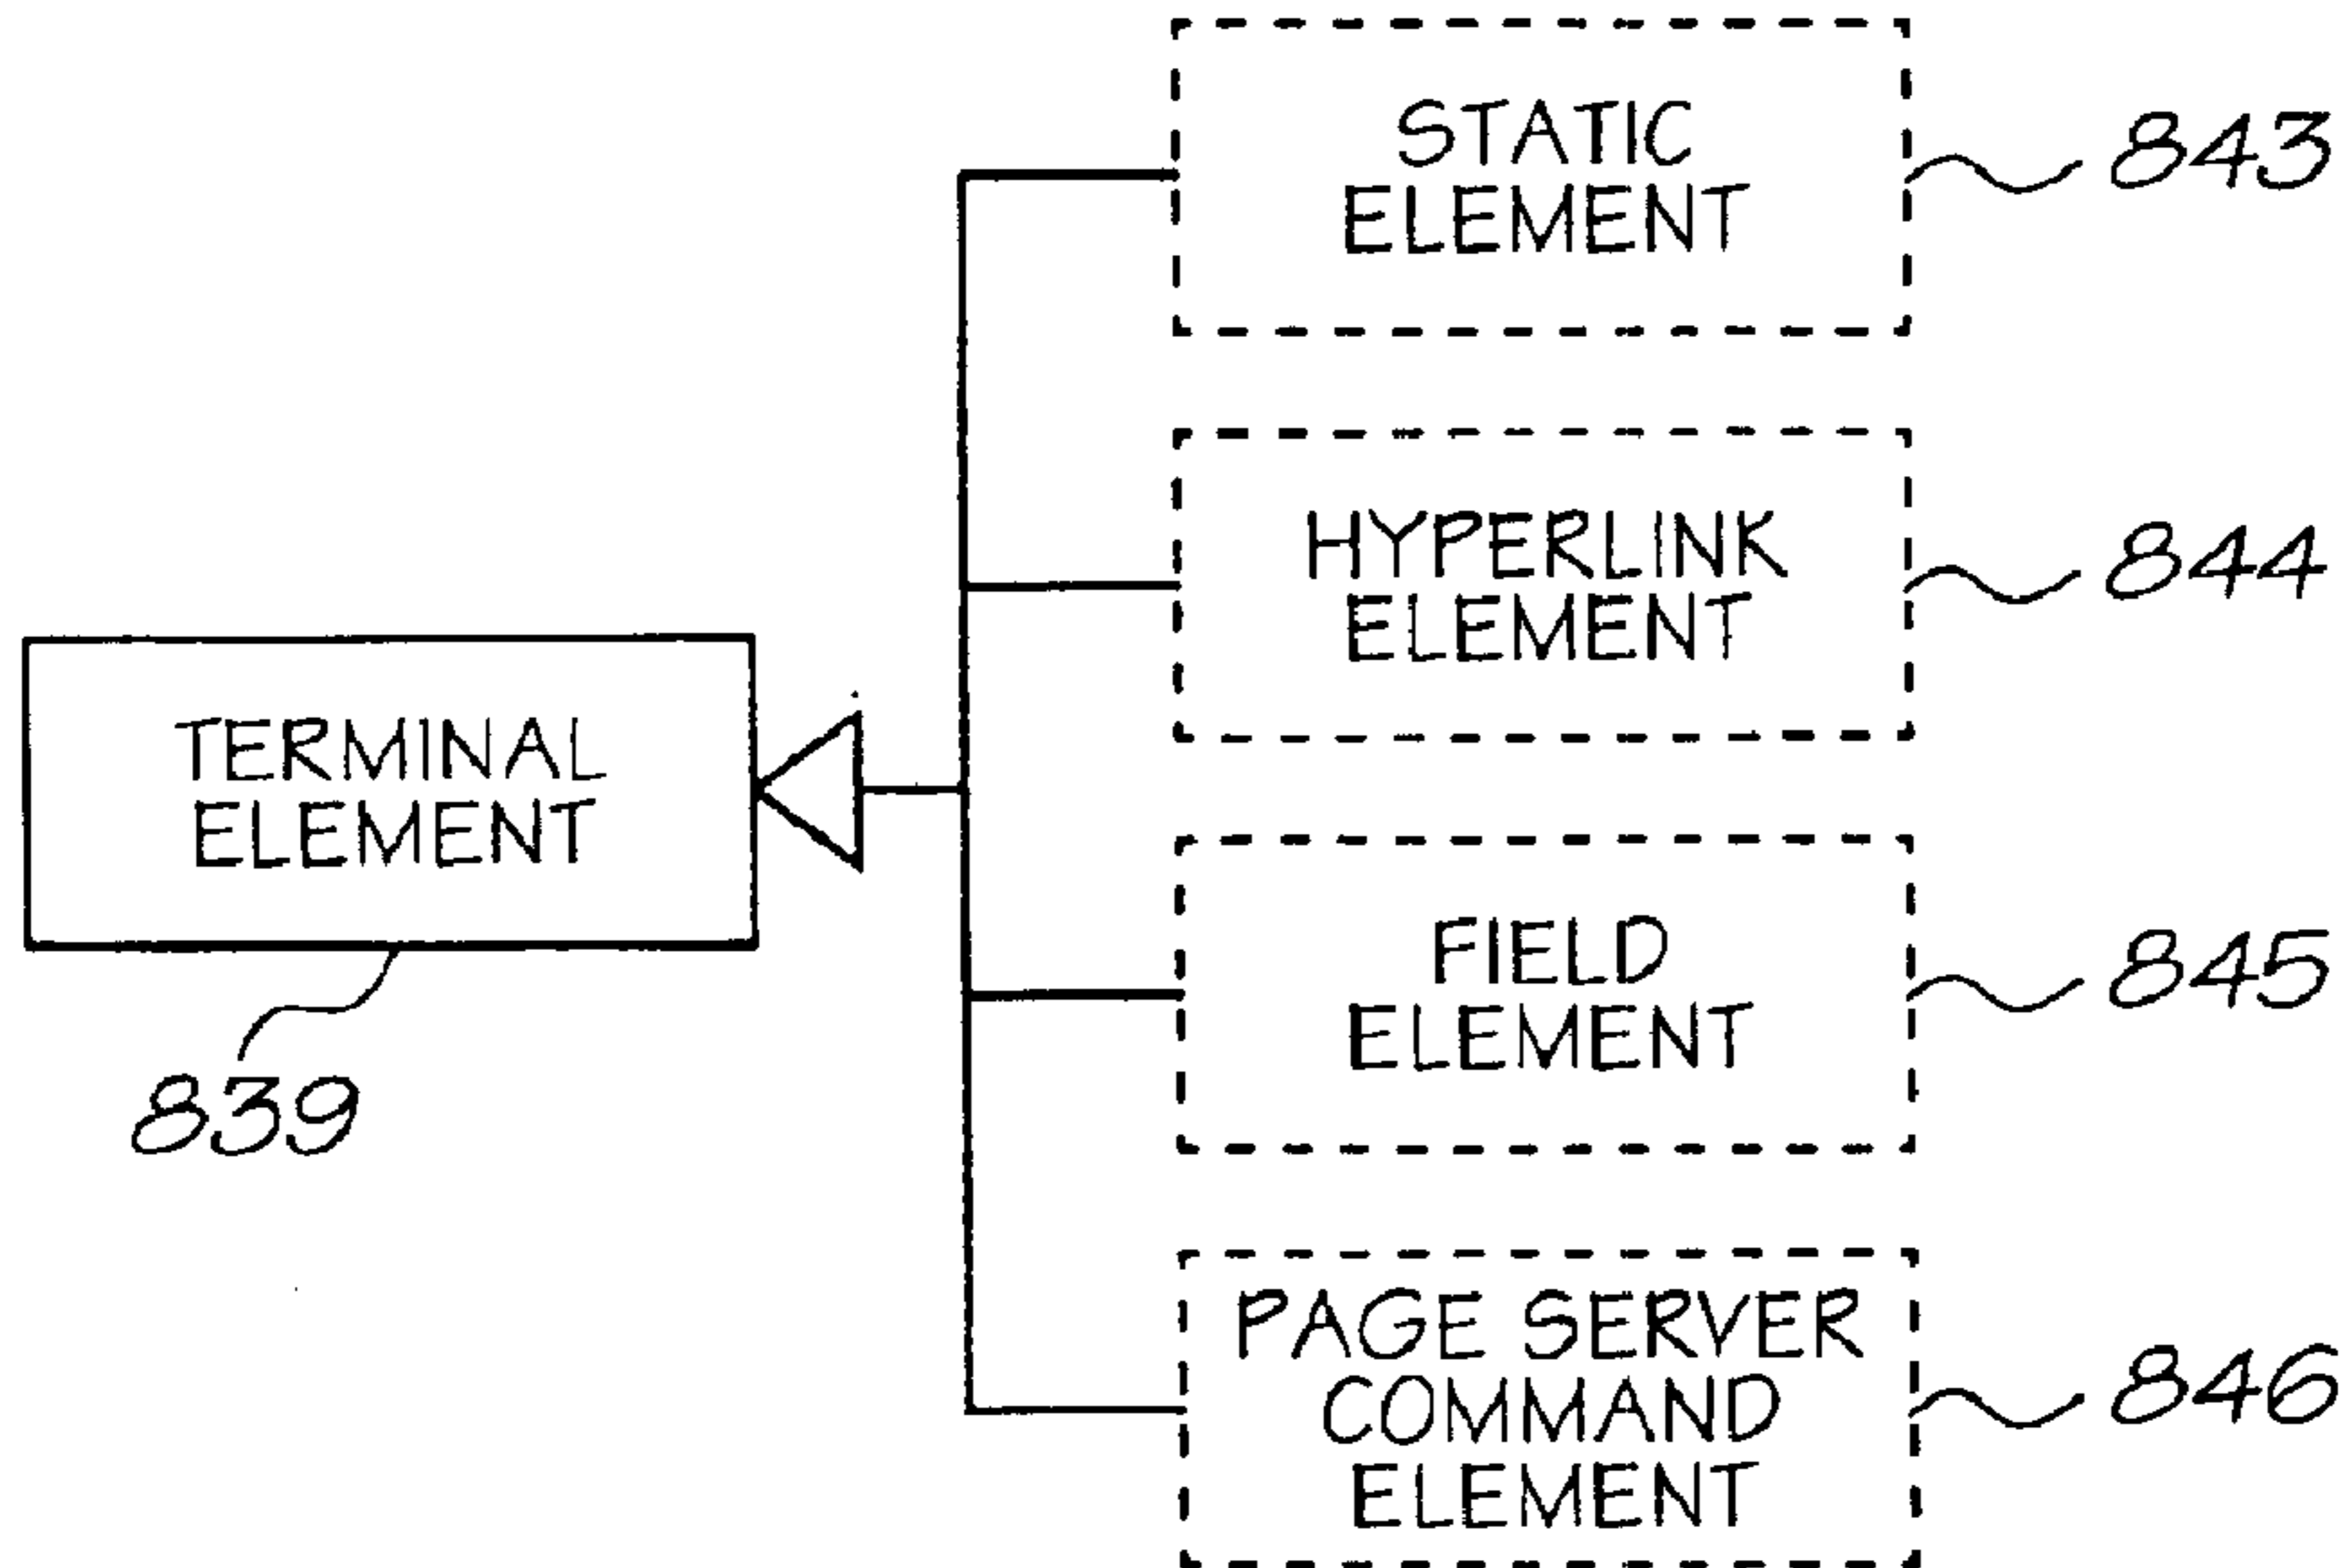 STATIC
ELEMENT
843
HYPERLINK
ELEMENT
844
TERMINAL
ELEMENT
839
FIELD
ELEMENT
845
PAGE SERVER
COMMAND
ELEMENT
846